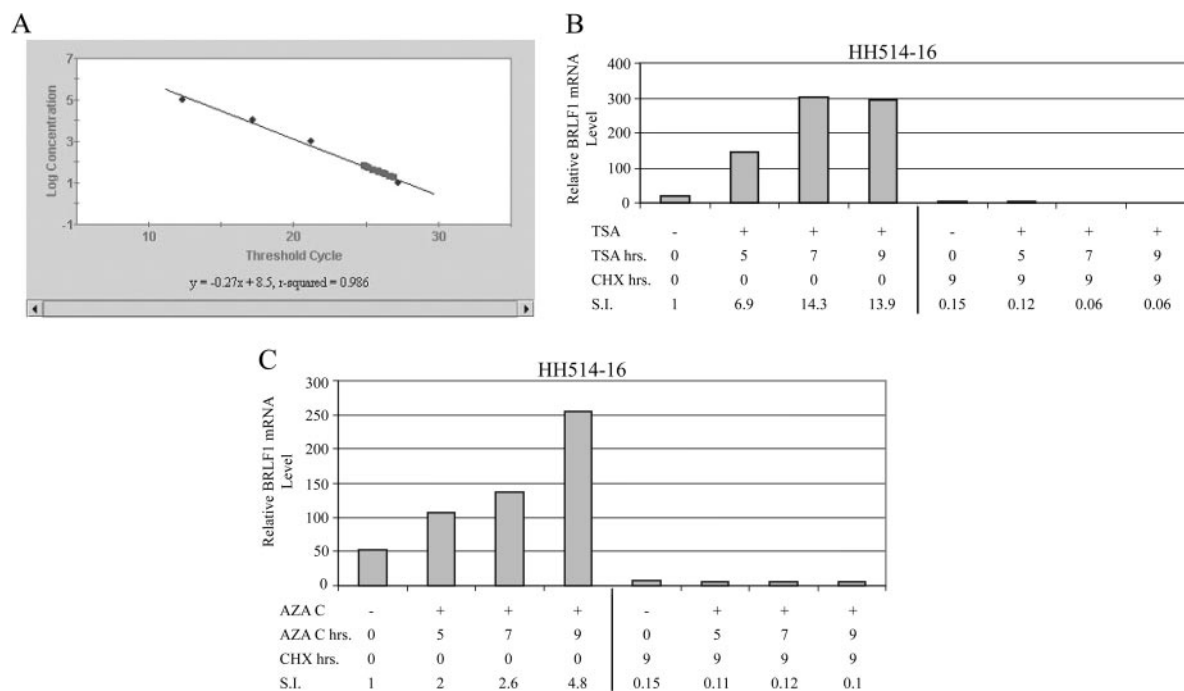 A
7
5
3
1
-1
Log Concentration
10 20 30
Threshold Cycle
y = -0.27x + 8.5, r-squared = 0.986
B
HH514-16
Relative BRLF1 mRNA
Level
400
300
200
100
0
TSA - + + + - + + +
TSA hrs. 0 5 7 9 0 5 7 9
CHX hrs. 0 0 0 0 9 9 9 9
S.I. 1 6.9 14.3 13.9 0.15 0.12 0.06 0.06
C
HH514-16
Relative BRLF1 mRNA
Level
300
250
200
150
100
50
0
AZA C - + + + - + + +
AZA C hrs. 0 5 7 9 0 5 7 9
CHX hrs. 0 0 0 0 9 9 9 9
S.I. 1 2 2.6 4.8 0.15 0.11 0.12 0.1